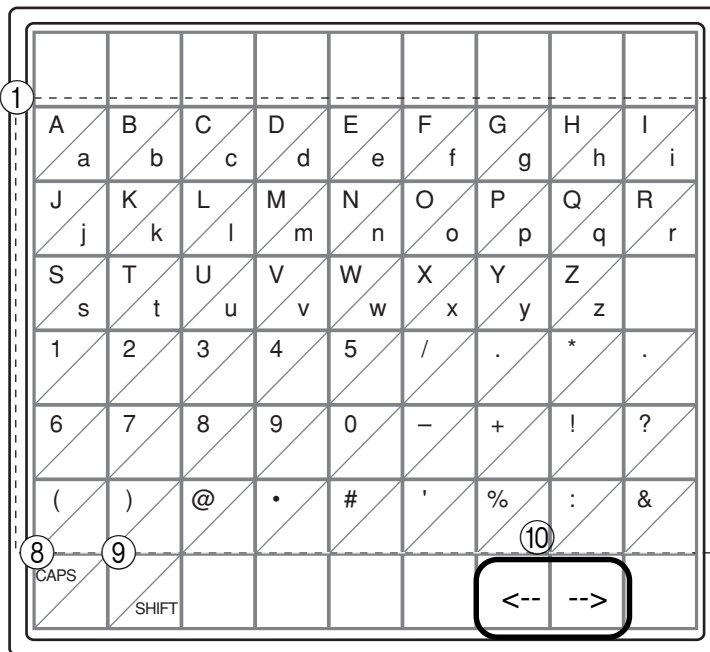 ①
A a B b C c D d E e F f G g H h I i
J j K k L l M m N n O o P p Q q R r
S s T t U u V v W w X x Y y Z z
1 2 3 4 5 / . * .
6 7 8 9 0 – + ! ?
( ) @ • # ' % : &
⑧ ⑨ ⑩
CAPS SHIFT <-- -->